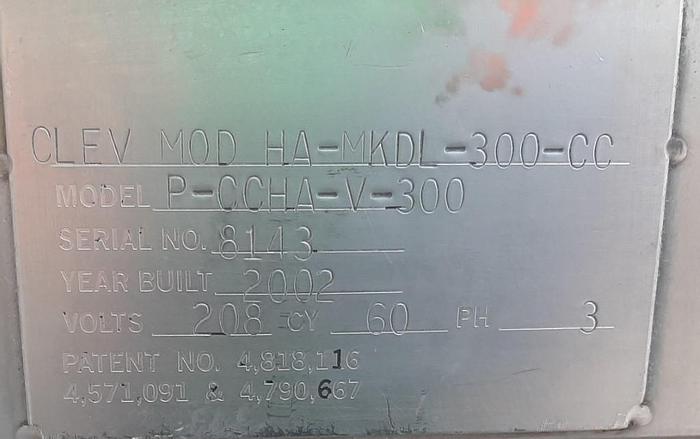 CLEV MOD HA-MKDL-300-CC
MODEL P-CCHA-V-300
SERIAL NO. 8143
YEAR BUILT 2002
VOLTS 208 CY 60 PH 3
PATENT NO. 4,818,116
4,571,091 & 4,790,667